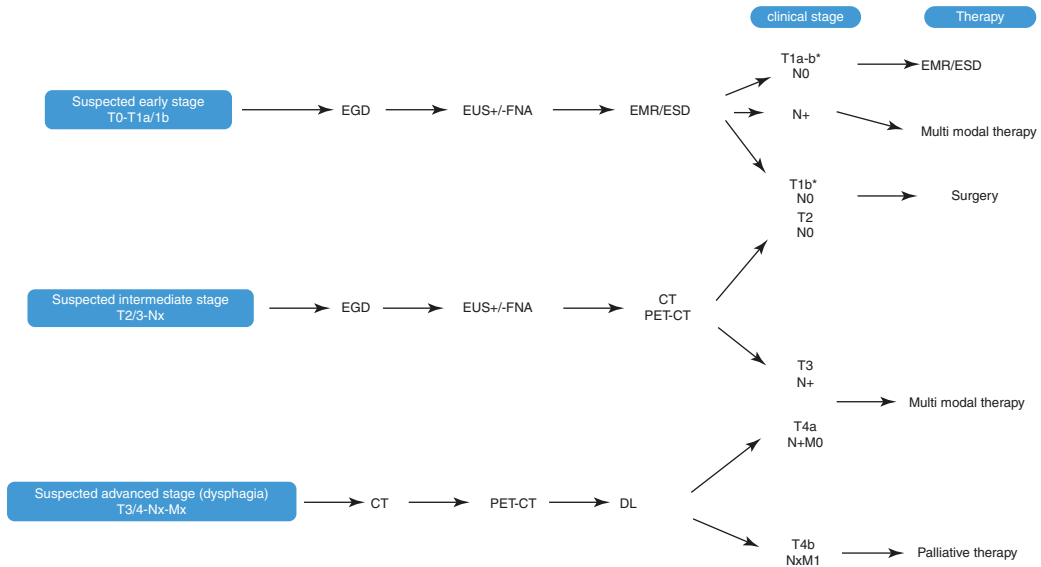 clinical stage
Therapy
T1a-b*
N0
EMR/ESD
Suspected early stage
T0-T1a/1b
EGD
EUS+/-FNA
EMR/ESD
N+
Multi modal therapy
T1b*
N0
T2
N0
Surgery
Suspected intermediate stage
T2/3-Nx
EGD
EUS+/-FNA
CT
PET-CT
T3
N+
Multi modal therapy
T4a
N+M0
Suspected advanced stage (dysphagia)
T3/4-Nx-Mx
CT
PET-CT
DL
T4b
NxM1
Palliative therapy